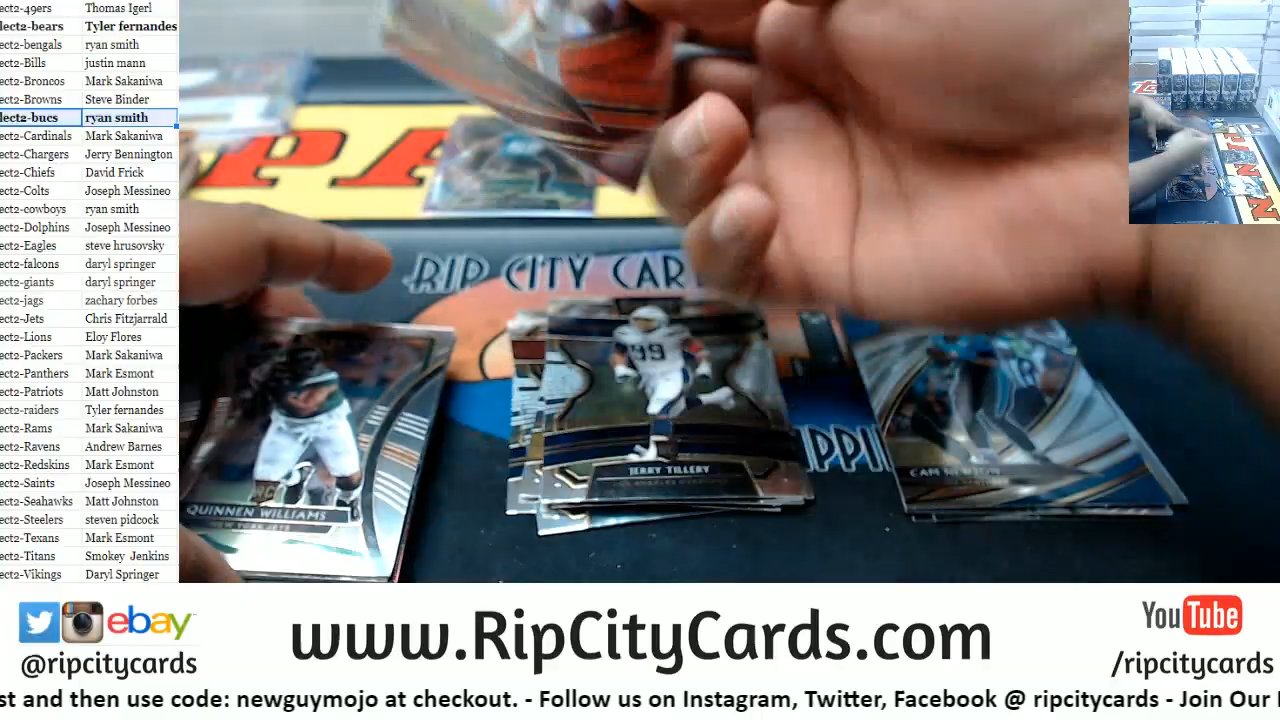 ect2-49ers Thomas Igerl
lect2-bears Tyler fernandes
ect2-bengals ryan smith
ect2-Bills justin mann
ect2-Broncos Mark Sakaniwa
ect2-Browns Steve Binder
lect2-bucs ryan smith
ect2-Cardinals Mark Sakaniwa
ect2-Chargers Jerry Bennington
ect2-Chiefs David Frick
ect2-Colts Joseph Messineo
ect2-cowboys ryan smith
ect2-Dolphins Joseph Messineo
ect2-Eagles steve hrusovsky
ect2-falcons daryl springer
ect2-giants daryl springer
ect2-jags zachary forbes
ect2-Jets Chris Fitzjarrald
ect2-Lions Eloy Flores
ect2-Packers Mark Sakaniwa
ect2-Panthers Mark Esmont
ect2-Patriots Matt Johnston
ect2-raiders Tyler fernandes
ect2-Rams Mark Sakaniwa
ect2-Ravens Andrew Barnes
ect2-Redskins Mark Esmont
ect2-Saints Joseph Messineo
ect2-Seahawks Matt Johnston
ect2-Steelers steven pidcock
ect2-Texans Mark Esmont
ect2-Titans Smokey Jenkins
ect2-Vikings Daryl Springer
PA
RIP CITY CAR
99
JERRY TILLERY
LOS ANGELES CHARGERS
QUINNEN WILLIAMS
NEW YORK JETS
CAM NEWTON
IPPI
ebay
@ripcitycards
www.RipCityCards.com
YouTube
/ripcitycards
st and then use code: newguymojo at checkout. - Follow us on Instagram, Twitter, Facebook @ ripcitycards - Join Our